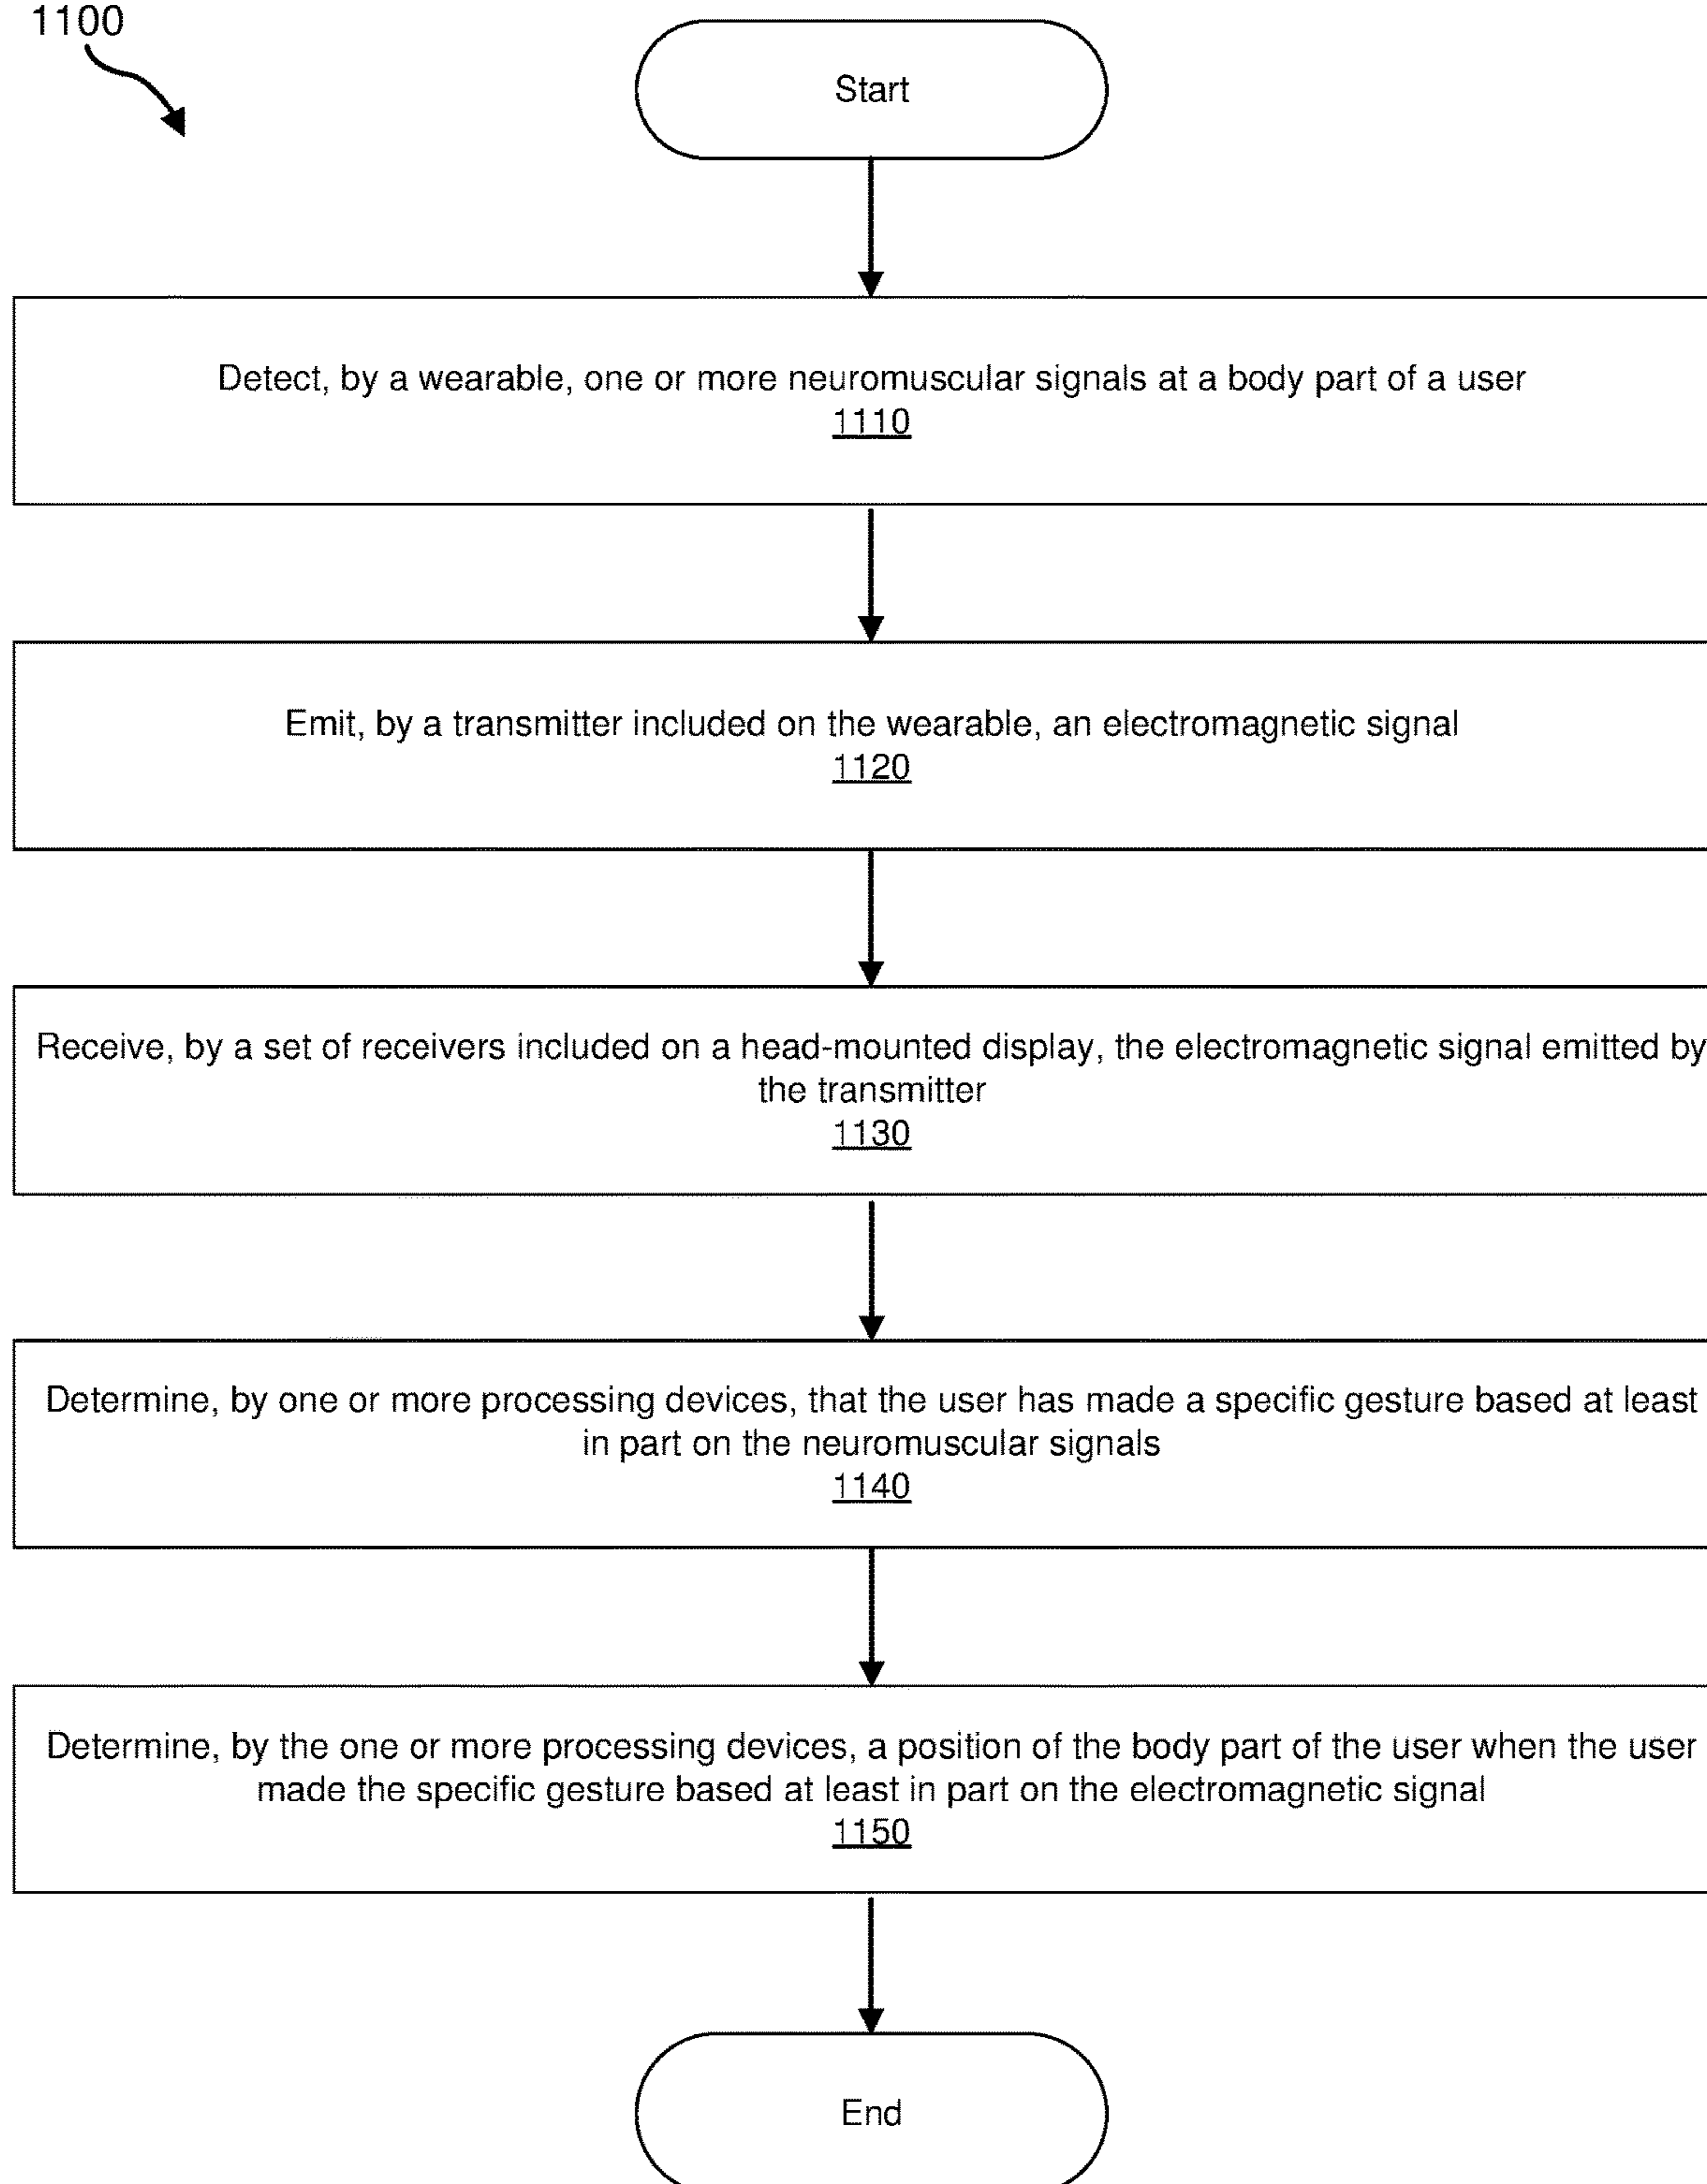 1100
Start
Detect, by a wearable, one or more neuromuscular signals at a body part of a user
1110
Emit, by a transmitter included on the wearable, an electromagnetic signal
1120
Receive, by a set of receivers included on a head-mounted display, the electromagnetic signal emitted by
the transmitter
1130
Determine, by one or more processing devices, that the user has made a specific gesture based at least
in part on the neuromuscular signals
1140
Determine, by the one or more processing devices, a position of the body part of the user when the user
made the specific gesture based at least in part on the electromagnetic signal
1150
End